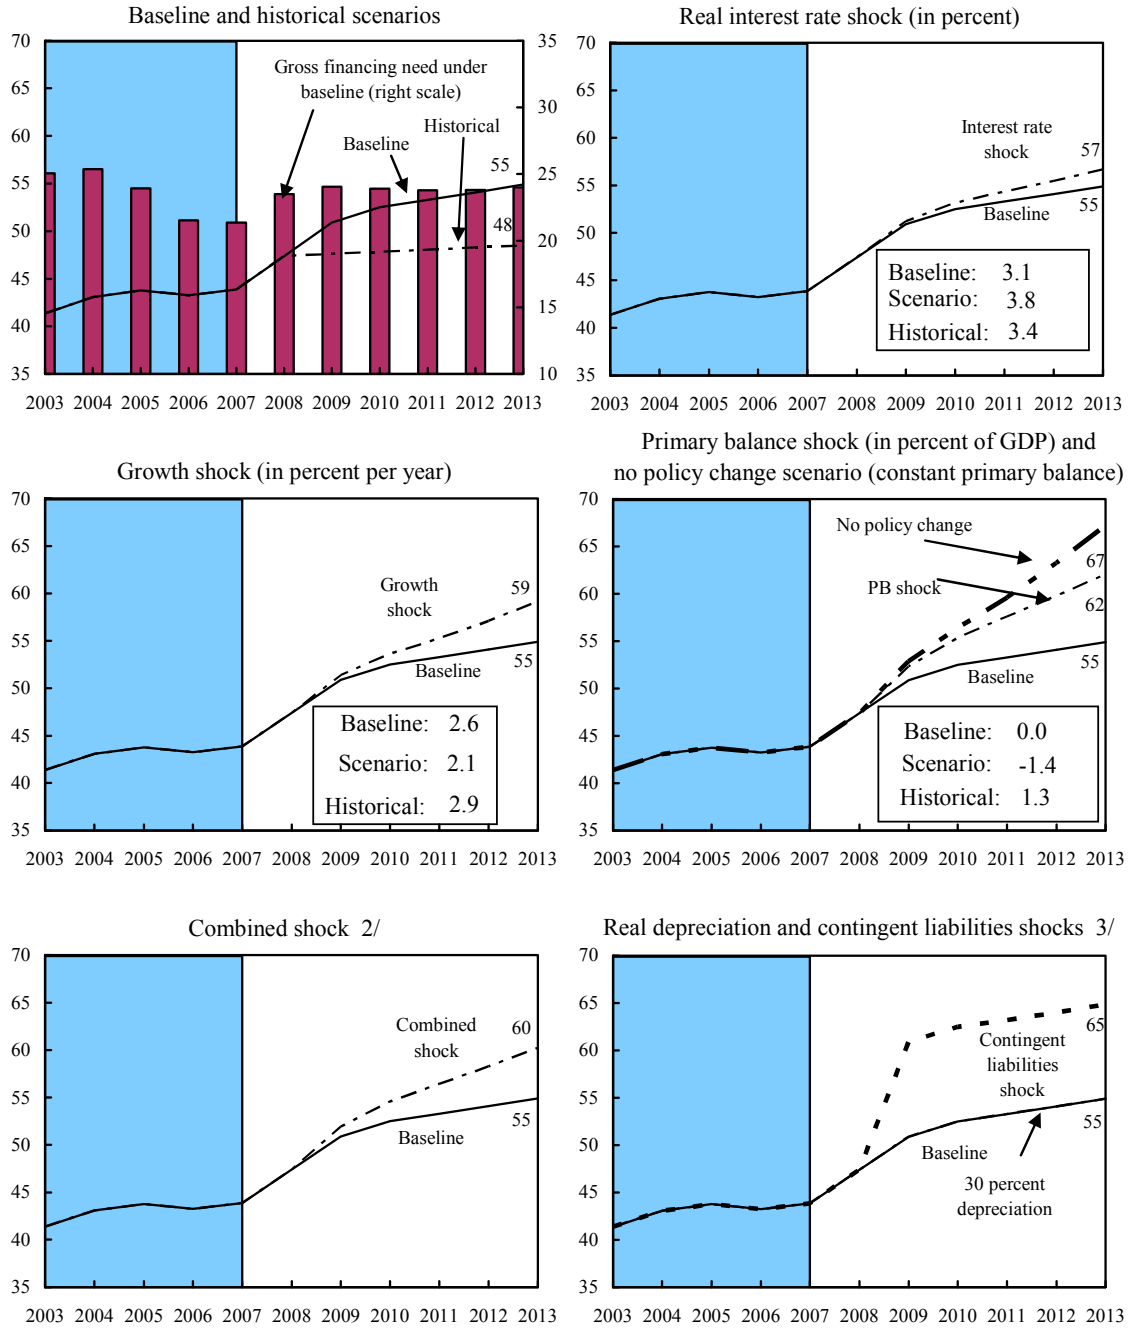 Baseline and historical scenarios
70
65
60
55
50
45
40
35
35
30
25
20
15
10
Gross financing need under
baseline (right scale)
Historical
Baseline
55
48
2003 2004 2005 2006 2007 2008 2009 2010 2011 2012 2013
Real interest rate shock (in percent)
70
65
60
55
50
45
40
35
Interest rate
shock
57
55
Baseline
Baseline: 3.1
Scenario: 3.8
Historical: 3.4
2003 2004 2005 2006 2007 2008 2009 2010 2011 2012 2013
Growth shock (in percent per year)
70
65
60
55
50
45
40
35
Growth
shock
59
55
Baseline
Baseline: 2.6
Scenario: 2.1
Historical: 2.9
2003 2004 2005 2006 2007 2008 2009 2010 2011 2012 2013
Primary balance shock (in percent of GDP) and
no policy change scenario (constant primary balance)
70
65
60
55
50
45
40
35
No policy change
67
PB shock
62
55
Baseline
Baseline: 0.0
Scenario: -1.4
Historical: 1.3
2003 2004 2005 2006 2007 2008 2009 2010 2011 2012 2013
Combined shock 2/
70
65
60
55
50
45
40
35
Combined
shock
60
55
Baseline
2003 2004 2005 2006 2007 2008 2009 2010 2011 2012 2013
Real depreciation and contingent liabilities shocks 3/
70
65
60
55
50
45
40
35
65
Contingent
liabilities
shock
55
Baseline
30 percent
depreciation
2003 2004 2005 2006 2007 2008 2009 2010 2011 2012 2013